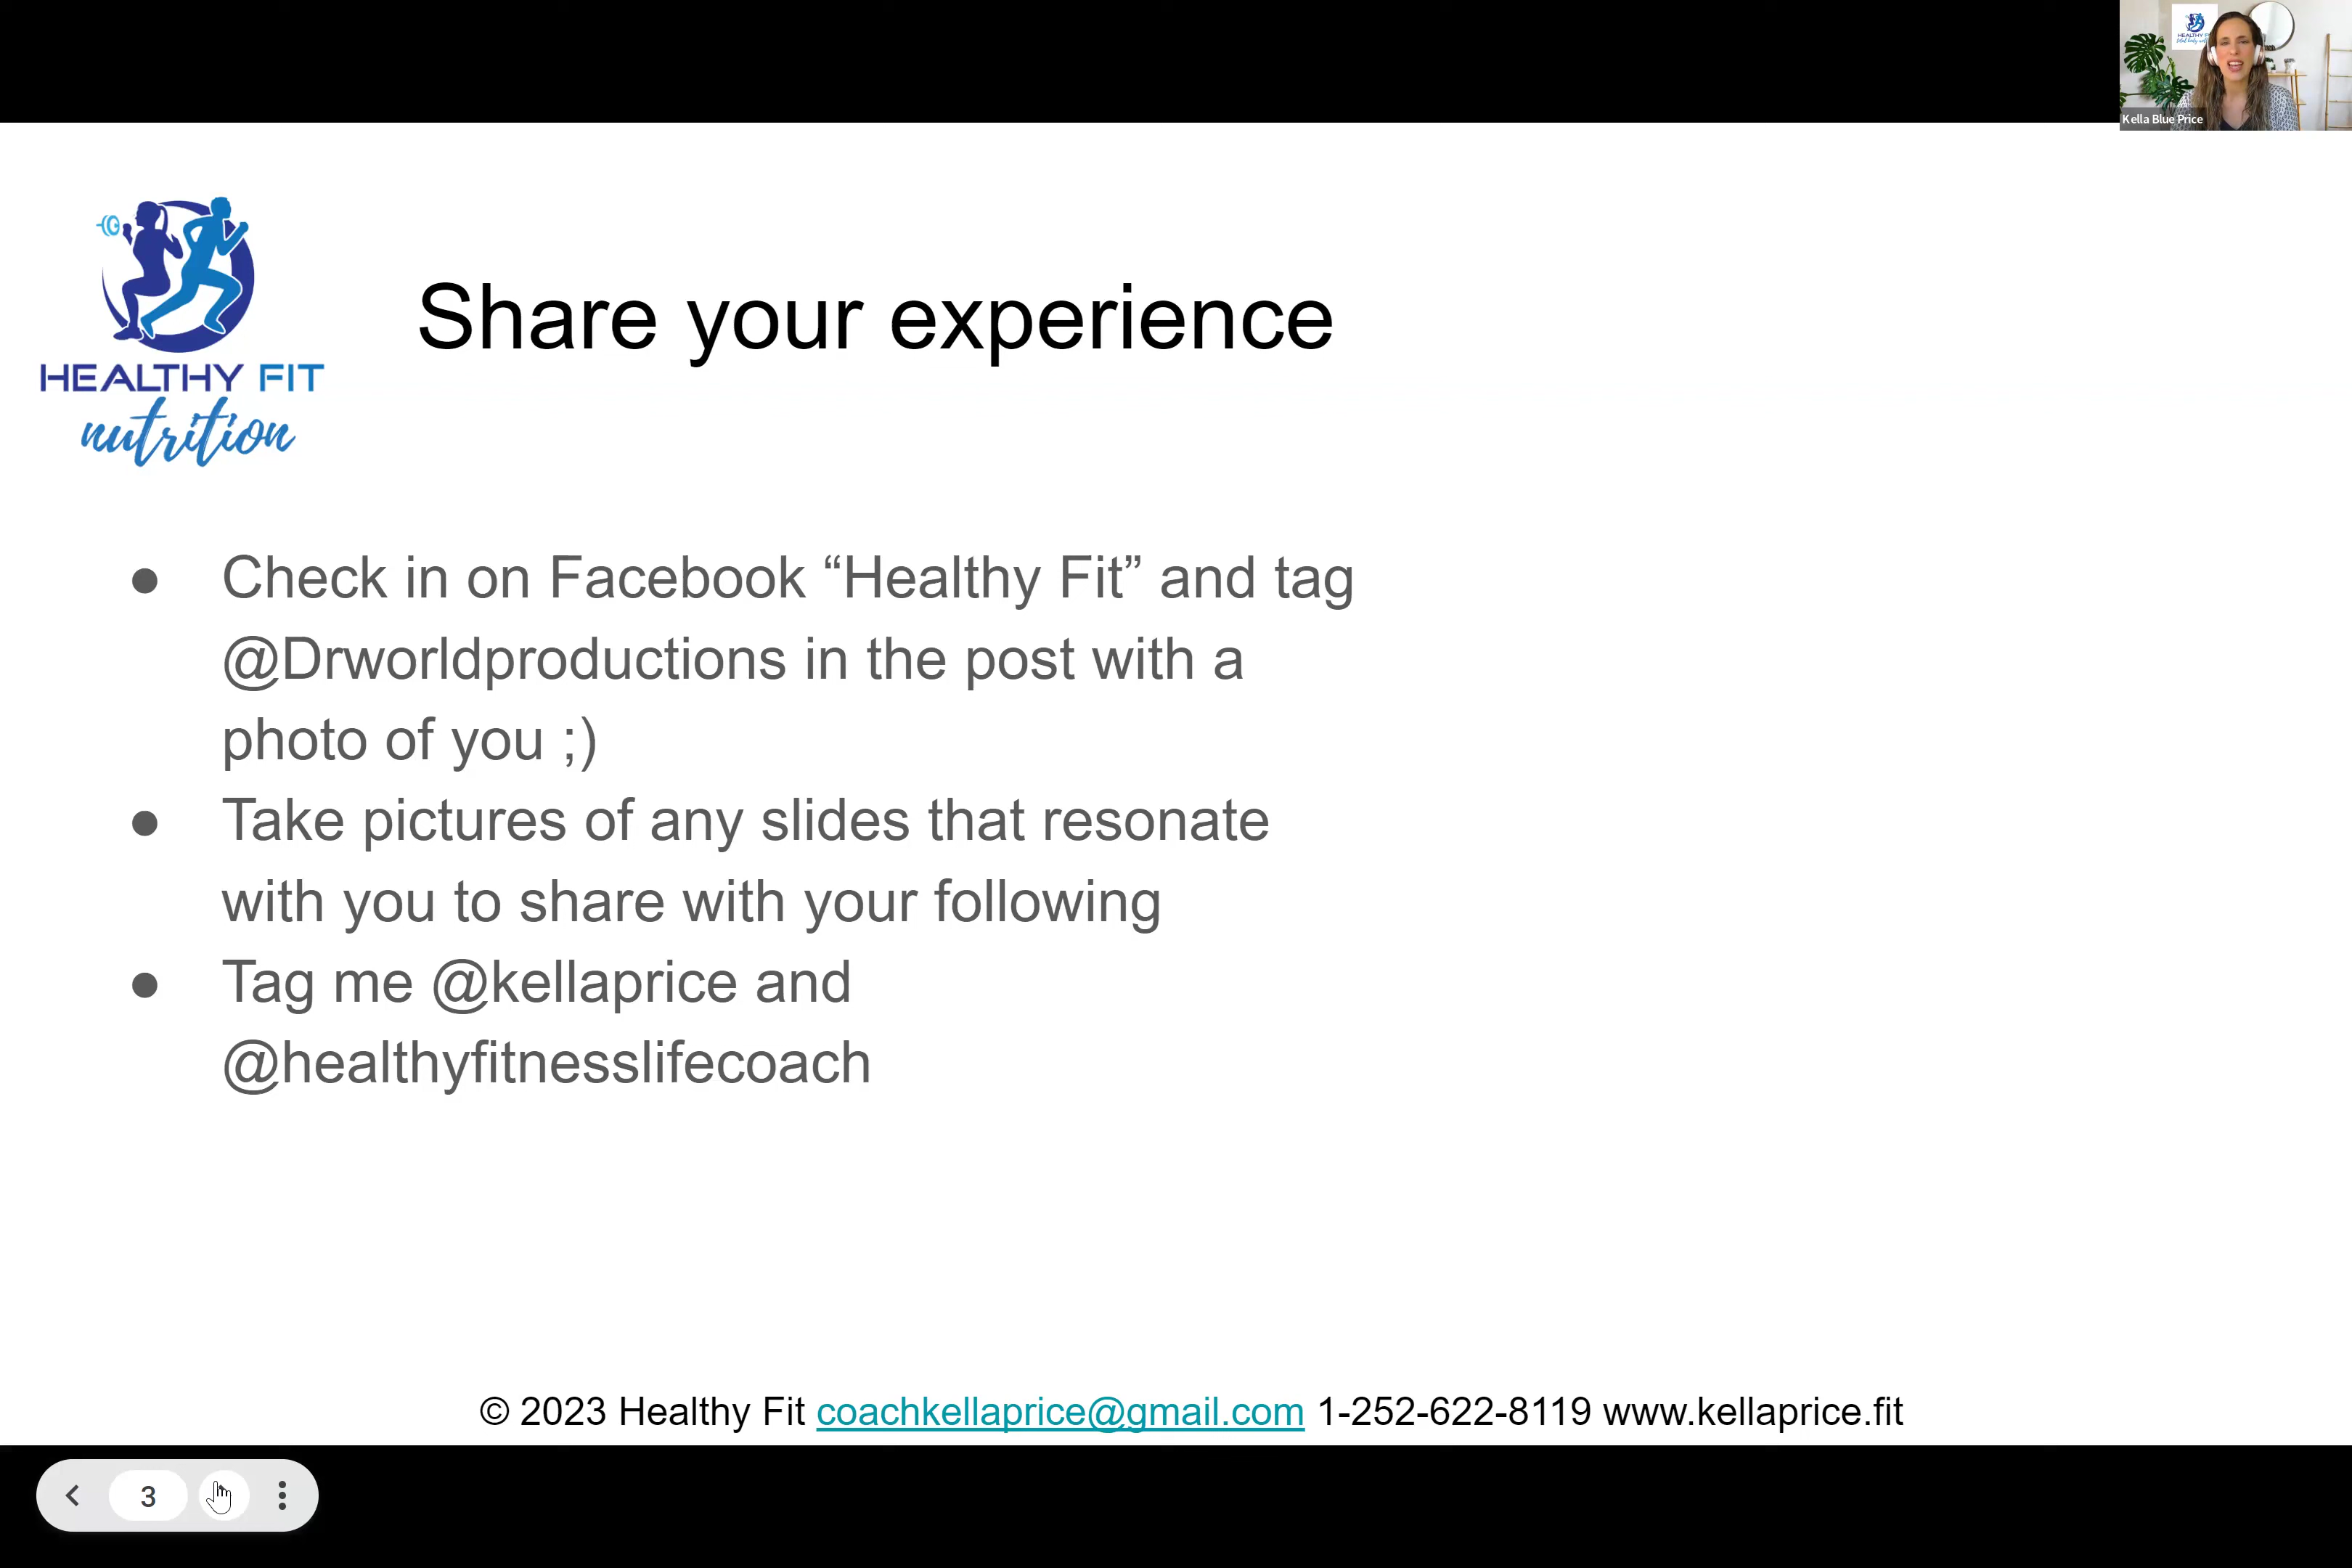 HEALTHY FIT
Kella Blue Price
HEALTHY FIT
nutrition
Share your experience
● Check in on Facebook “Healthy Fit” and tag
@Drworldproductions in the post with a
photo of you ;)
● Take pictures of any slides that resonate
with you to share with your following
● Tag me @kellaprice and
@healthyfitnesslifecoach
© 2023 Healthy Fit coachkellaprice@gmail.com 1-252-622-8119 www.kellaprice.fit
3